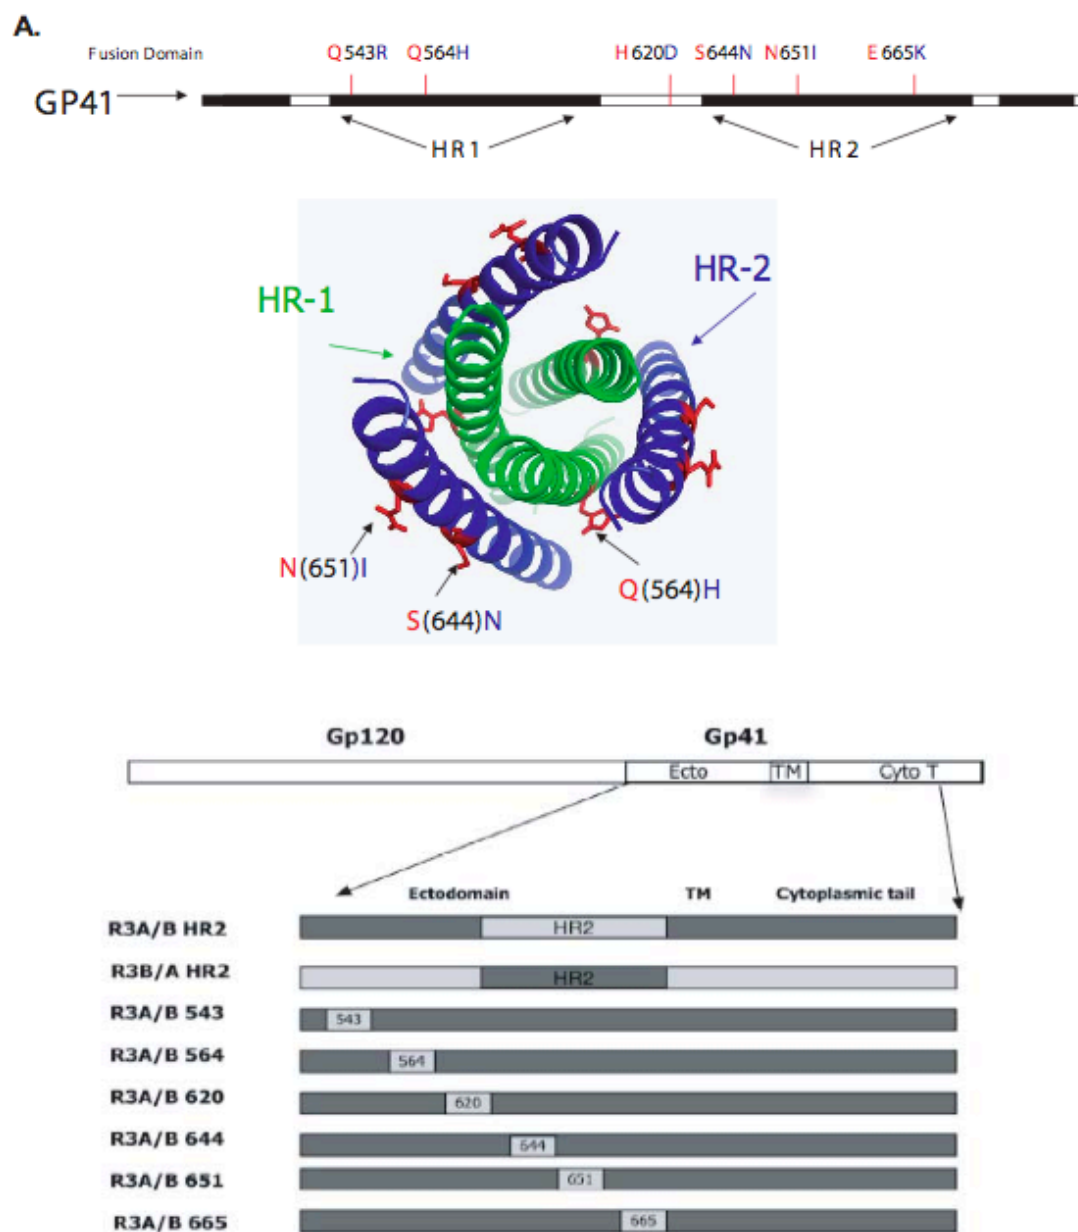 A.
Fusion Domain Q543R Q564H H620D S644N N651I E665K
GP41
HR1 HR2
HR-1 HR-2
N(651)I Q(564)H
S(644)N
Gp120 Gp41
Ecto TM Cyto T
Ectodomain TM Cytoplasmic tail
R3A/B HR2 HR2
R3B/A HR2 HR2
R3A/B 543 543
R3A/B 564 564
R3A/B 620 620
R3A/B 644 644
R3A/B 651 651
R3A/B 665 665